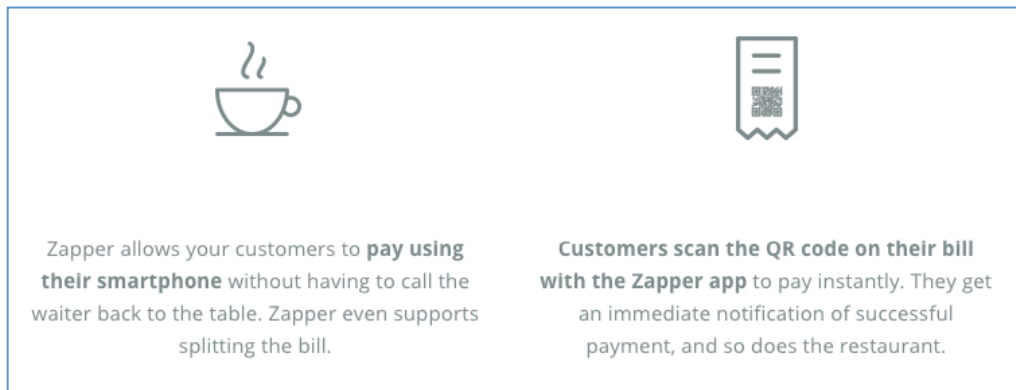 Zapper allows your customers to pay using
their smartphone without having to call the
waiter back to the table. Zapper even supports
splitting the bill.
Customers scan the QR code on their bill
with the Zapper app to pay instantly. They get
an immediate notification of successful
payment, and so does the restaurant.